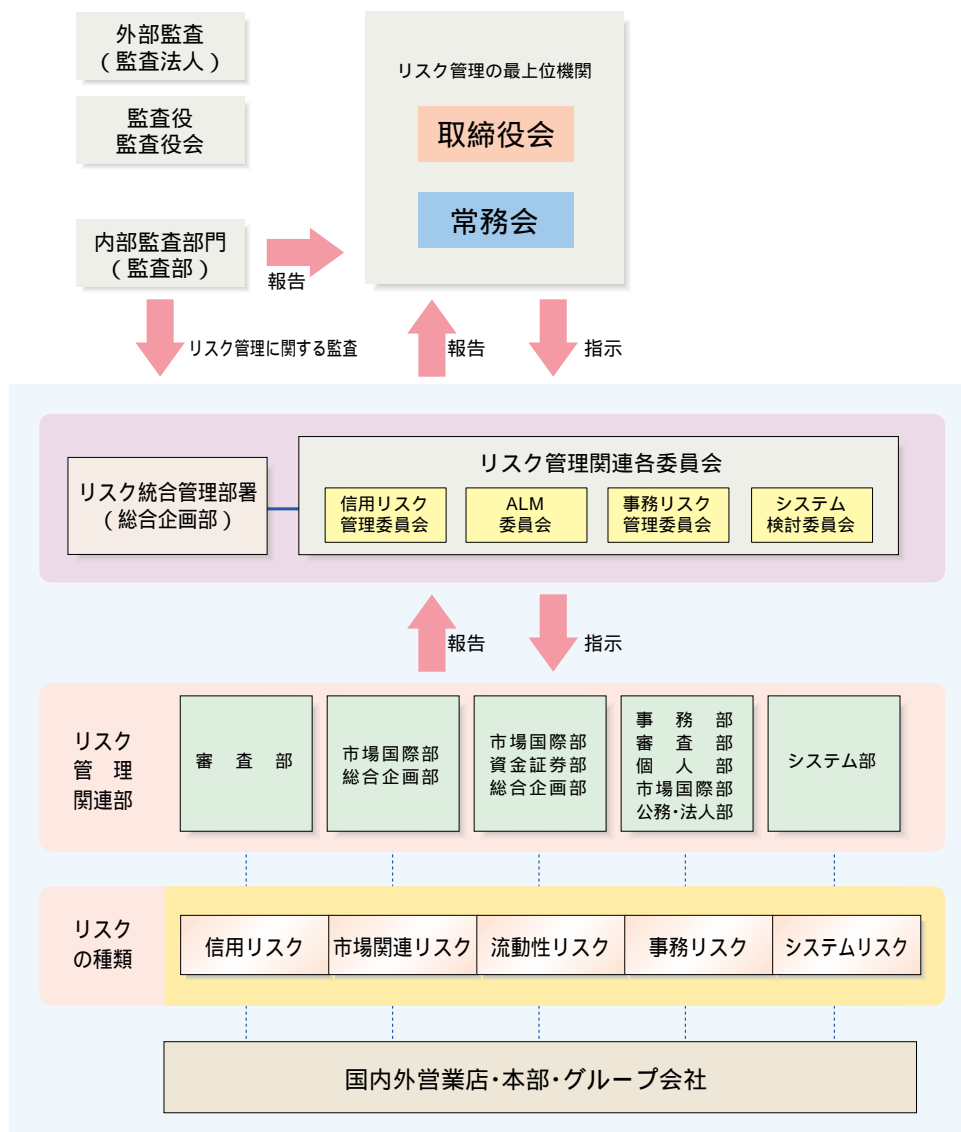 外部監査
（監査法人）
監査役
監査役会
内部監査部門
（監査部）
報告
リスク管理に関する監査
リスク管理の最上位機関
取締役会
常務会
報告
指示
リスク統合管理部署
（総合企画部）
リスク管理関連各委員会
信用リスク
管理委員会
ALM
委員会
事務リスク
管理委員会
システム
検討委員会
報告
指示
リスク
管理
関連部
審査部
市場国際部
総合企画部
市場国際部
資金証券部
総合企画部
事務部
審査部
個人部
市場国際部
公務・法人部
システム部
リスク
の種類
信用リスク
市場関連リスク
流動性リスク
事務リスク
システムリスク
国内外営業店・本部・グループ会社